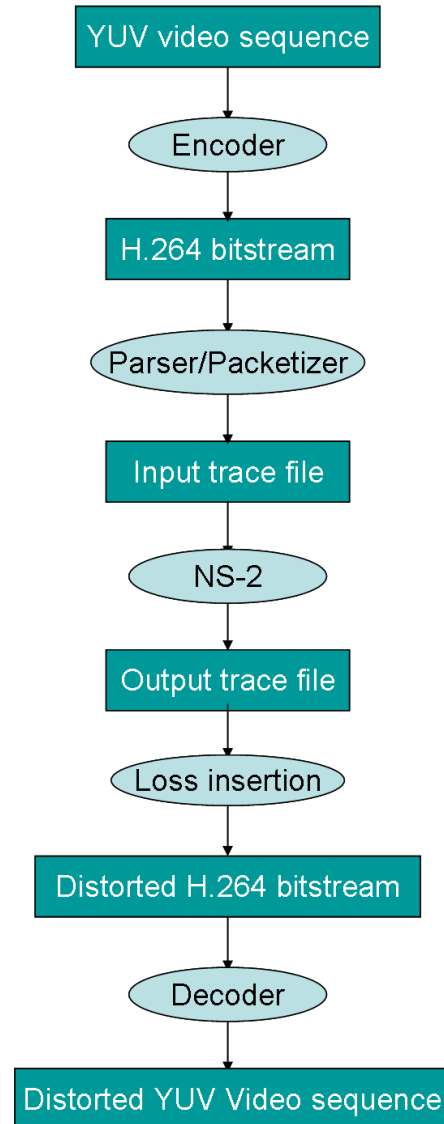 YUV video sequence
Encoder
H.264 bitstream
Parser/Packetizer
Input trace file
NS-2
Output trace file
Loss insertion
Distorted H.264 bitstream
Decoder
Distorted YUV Video sequence